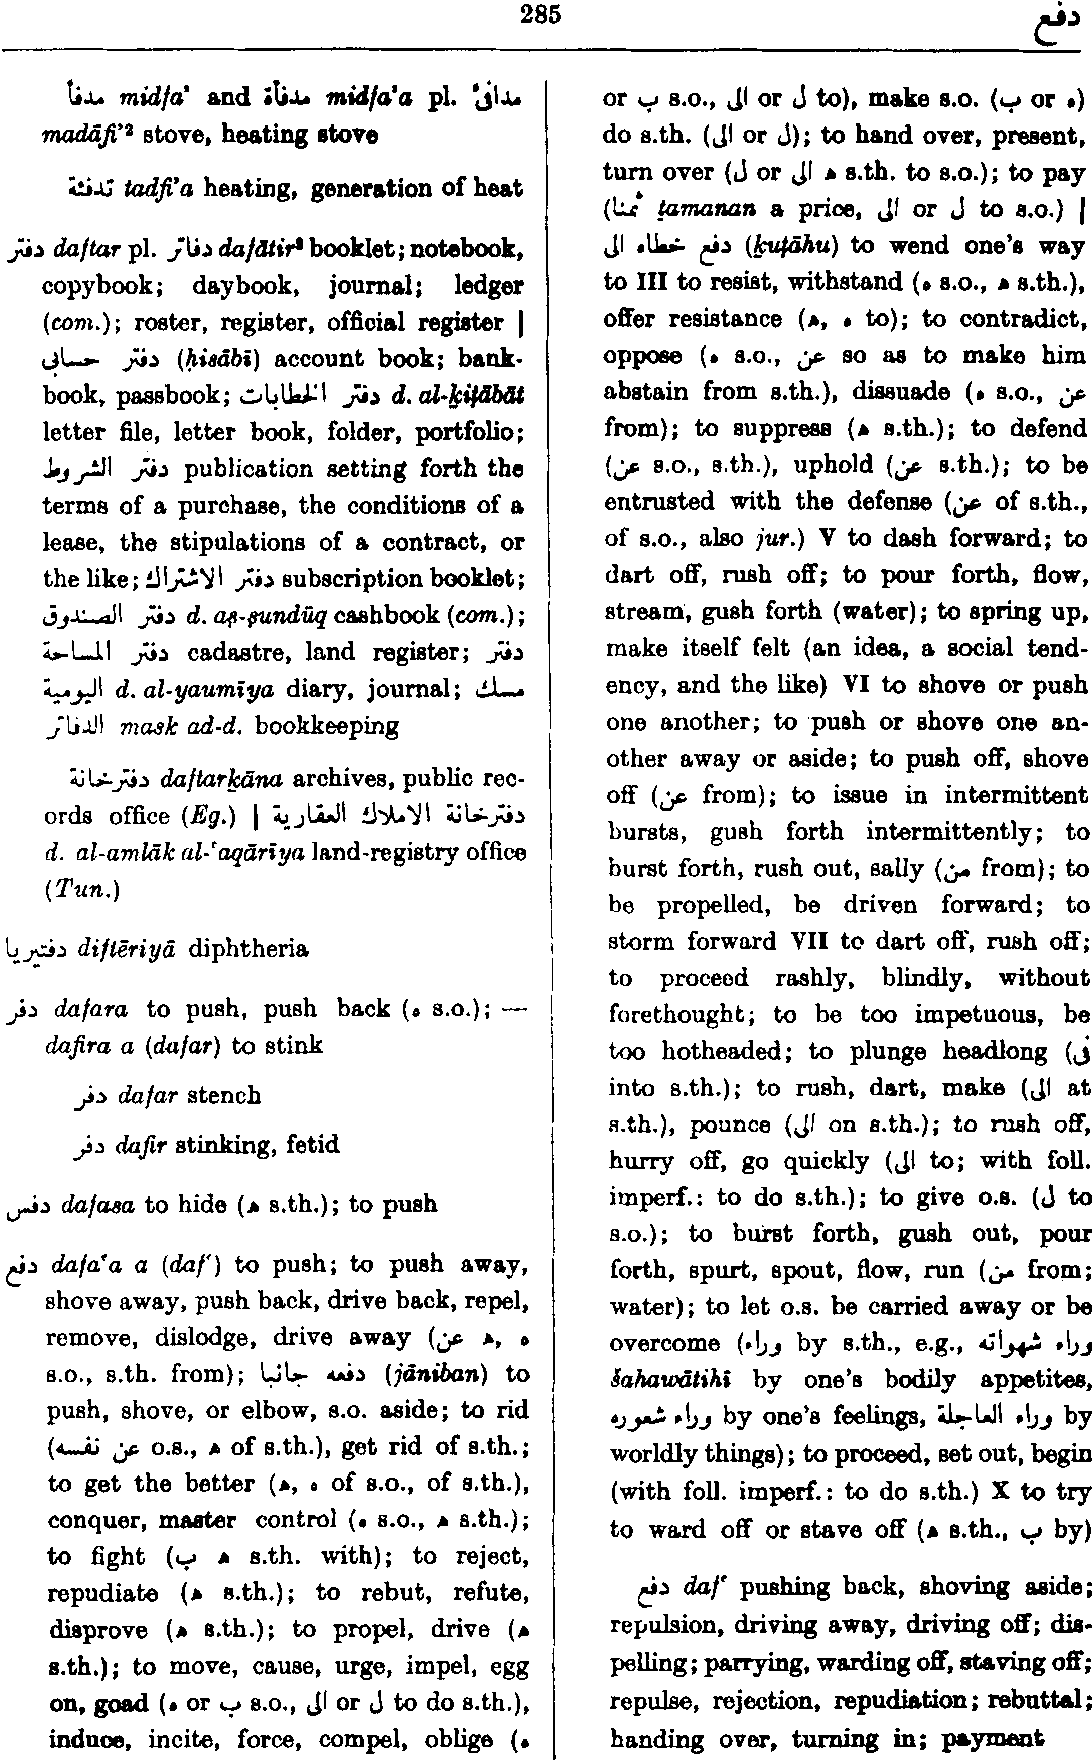 285
دفع
مدفأ midfa' and مدفأة midfa'a pl. مدافئ
madāfi'² stove, heating stove
تدفئة tadfi'a heating, generation of heat
دفتر daftar pl. دفاتر dafātir² booklet; notebook,
copybook; daybook, journal; ledger
(com.); roster, register, official register |
دفتر حسابى (ḥisābī) account book; bank-
book, passbook; دفتر الخطابات d. al-ḵiṭābāt
letter file, letter book, folder, portfolio;
دفتر الشروط publication setting forth the
terms of a purchase, the conditions of a
lease, the stipulations of a contract, or
the like; دفتر الاشتراك subscription booklet;
دفتر الصندوق d. aṣ-ṣundūq cashbook (com.);
دفتر المساحة cadastre, land register; دفتر
اليومية d. al-yaumīya diary, journal; مسك
الدفاتر mask ad-d. bookkeeping
دفترخانة daftarḵāna archives, public rec-
ords office (Eg.) | دفترخانة الاملاك العقارية
d. al-amlāk al-ʿaqārīya land-registry office
(Tun.)
دفتيريا diftēriyā diphtheria
دفر dafara to push, push back (ه s.o.); —
dafira a (dafar) to stink
دفر dafar stench
دفر dafir stinking, fetid
دفس dafasa to hide (ﻫ s.th.); to push
دفع dafaʿa a (dafʿ) to push; to push away,
shove away, push back, drive back, repel,
remove, dislodge, drive away (عن ﻫ, ه
s.o., s.th. from); دفعه جانبا (jāniban) to
push, shove, or elbow, s.o. aside; to rid
(عن نفسه o.s., ﻫ of s.th.), get rid of s.th.;
to get the better (ﻫ, ه of s.o., of s.th.),
conquer, master control (ه s.o., ﻫ s.th.);
to fight (ب ﻫ s.th. with); to reject,
repudiate (ﻫ s.th.); to rebut, refute,
disprove (ﻫ s.th.); to propel, drive (ﻫ
s.th.); to move, cause, urge, impel, egg
on, goad (ه or ب s.o., الى or ل to do s.th.),
induce, incite, force, compel, oblige (ه
or ب s.o., الى or ل to), make s.o. (ب or ه)
do s.th. (الى or ل); to hand over, present,
turn over (ل or الى ﻫ s.th. to s.o.); to pay
(ثمنا ṯamanan a price, الى or ل to s.o.) |
دفع خطاه الى (ḵuṭāhu) to wend one's way
to III to resist, withstand (ه s.o., ﻫ s.th.),
offer resistance (ﻫ, ه to); to contradict,
oppose (ه s.o., عن so as to make him
abstain from s.th.), dissuade (ه s.o., عن
from); to suppress (ﻫ s.th.); to defend
(عن s.o., s.th.), uphold (عن s.th.); to be
entrusted with the defense (عن of s.th.,
of s.o., also jur.) V to dash forward; to
dart off, rush off; to pour forth, flow,
stream, gush forth (water); to spring up,
make itself felt (an idea, a social tend-
ency, and the like) VI to shove or push
one another; to push or shove one an-
other away or aside; to push off, shove
off (عن from); to issue in intermittent
bursts, gush forth intermittently; to
burst forth, rush out, sally (من from); to
be propelled, be driven forward; to
storm forward VII to dart off, rush off;
to proceed rashly, blindly, without
forethought; to be too impetuous, be
too hotheaded; to plunge headlong (فى
into s.th.); to rush, dart, make (الى at
s.th.), pounce (الى on s.th.); to rush off,
hurry off, go quickly (الى to; with foll.
imperf.: to do s.th.); to give o.s. (ل to
s.o.); to burst forth, gush out, pour
forth, spurt, spout, flow, run (من from;
water); to let o.s. be carried away or be
overcome (وراء by s.th., e.g., وراء شهواته
šahawātihī by one's bodily appetites,
وراء شعوره by one's feelings, وراء العاجلة by
worldly things); to proceed, set out, begin
(with foll. imperf.: to do s.th.) X to try
to ward off or stave off (ﻫ s.th., ب by)
دفع dafʿ pushing back, shoving aside;
repulsion, driving away, driving off; dis-
pelling; parrying, warding off, staving off;
repulse, rejection, repudiation; rebuttal;
handing over, turning in; payment